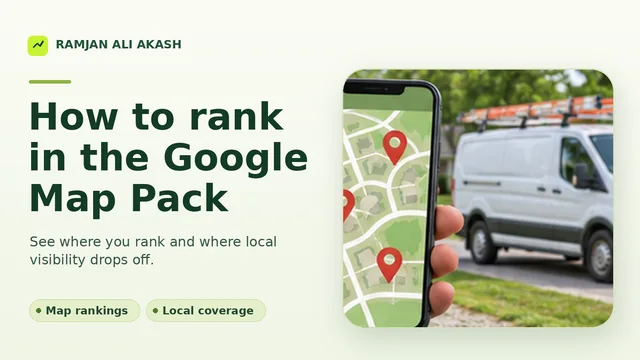 RAMJAN ALI AKASH
How to rank
in the Google
Map Pack
See where you rank and where local
visibility drops off.
Map rankings
Local coverage